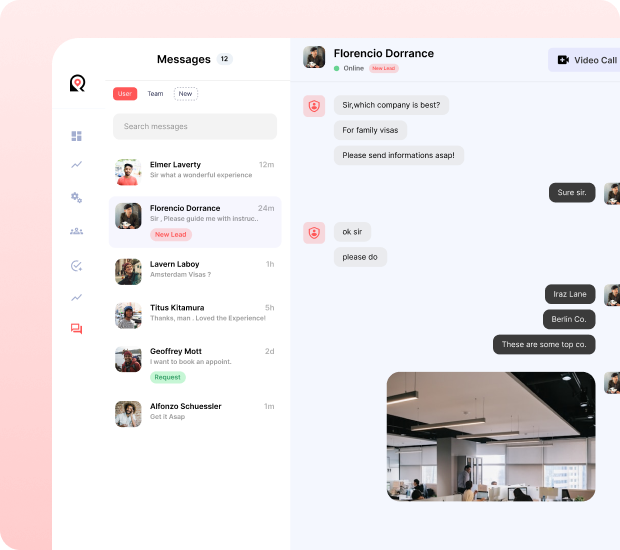 Messages 12
User Team New
Search messages
Elmer Laverty 12m
Sir what a wonderful experience
Florencio Dorrance 24m
Sir , Please guide me with instruc..
New Lead
Lavern Laboy 1h
Amsterdam Visas ?
Titus Kitamura 5h
Thanks, man . Loved the Experience!
Geoffrey Mott 2d
I want to book an appoint.
Request
Alfonzo Schuessler 1m
Get it Asap
Florencio Dorrance
Online New Lead
Video Call
Sir,which company is best?
For family visas
Please send informations asap!
Sure sir.
ok sir
please do
Iraz Lane
Berlin Co.
These are some top co.